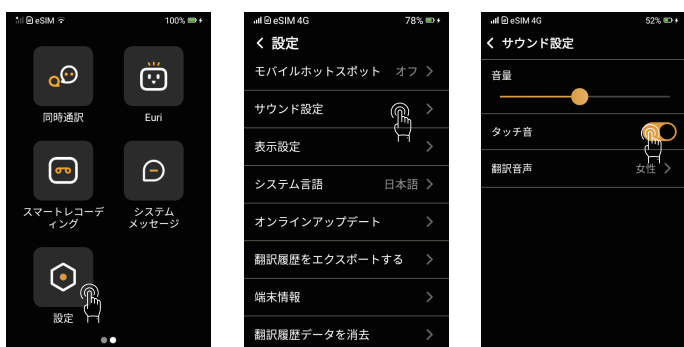 eSIM
100%
同時通訳
Euri
スマートレコーデ
ィング
システム
メッセージ
設定
eSIM 4G
78%
設定
モバイルホットスポット オフ
サウンド設定
表示設定
システム言語 日本語
オンラインアップデート
翻訳履歴をエクスポートする
端末情報
翻訳履歴データを消去
eSIM 4G
52%
サウンド設定
音量
タッチ音
翻訳音声 女性